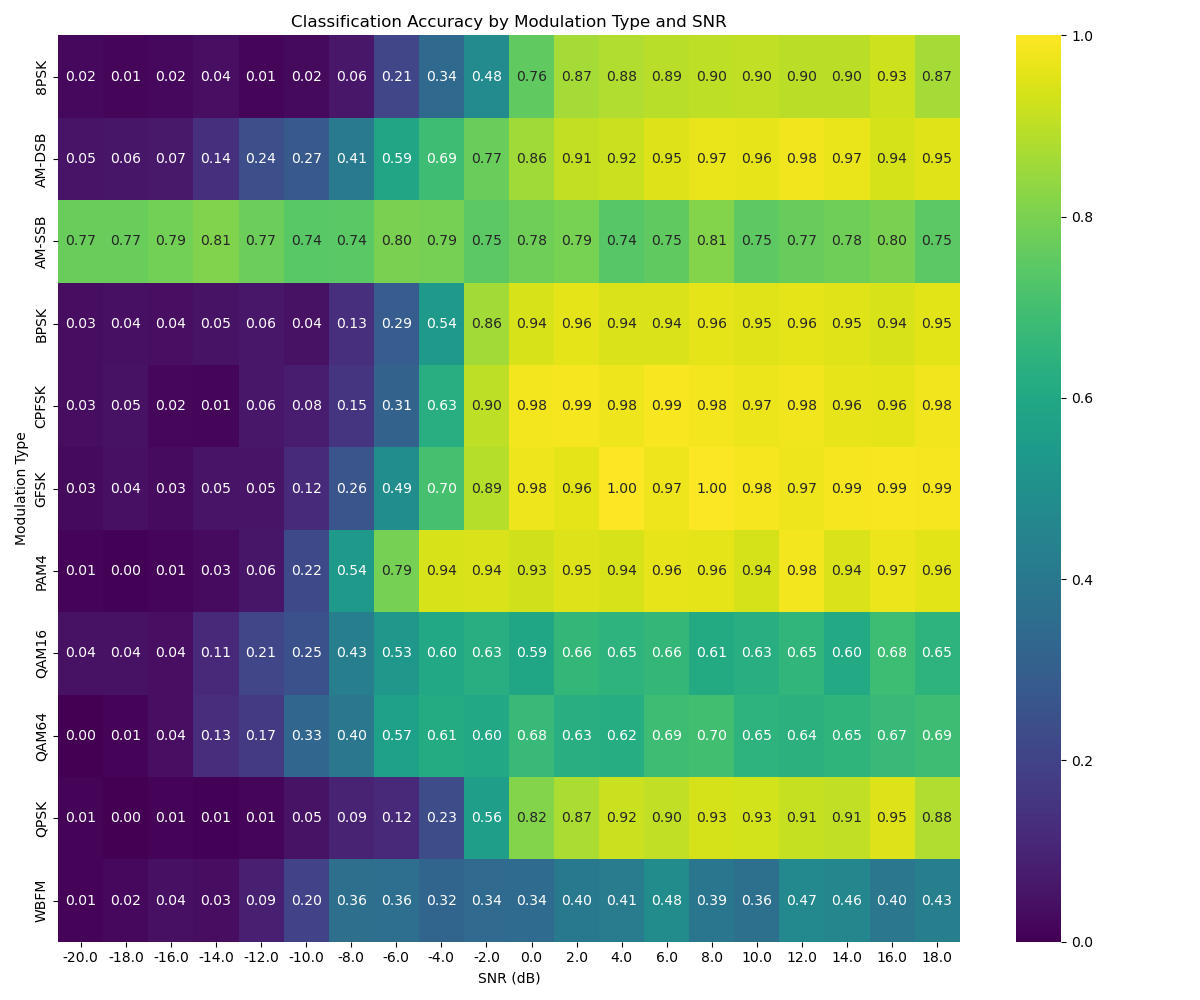 Classification Accuracy by Modulation Type and SNR
8PSK 0.02 0.01 0.02 0.04 0.01 0.02 0.06 0.21 0.34 0.48 0.76 0.87 0.88 0.89 0.90 0.90 0.90 0.90 0.93 0.87
AM-DSB 0.05 0.06 0.07 0.14 0.24 0.27 0.41 0.59 0.69 0.77 0.86 0.91 0.92 0.95 0.97 0.96 0.98 0.97 0.94 0.95
AM-SSB 0.77 0.77 0.79 0.81 0.77 0.74 0.74 0.80 0.79 0.75 0.78 0.79 0.74 0.75 0.81 0.75 0.77 0.78 0.80 0.75
BPSK 0.03 0.04 0.04 0.05 0.06 0.04 0.13 0.29 0.54 0.86 0.94 0.96 0.94 0.94 0.96 0.95 0.96 0.95 0.94 0.95
CPFSK 0.03 0.05 0.02 0.01 0.06 0.08 0.15 0.31 0.63 0.90 0.98 0.99 0.98 0.99 0.98 0.97 0.98 0.96 0.96 0.98
GFSK 0.03 0.04 0.03 0.05 0.05 0.12 0.26 0.49 0.70 0.89 0.98 0.96 1.00 0.97 1.00 0.98 0.97 0.99 0.99 0.99
PAM4 0.01 0.00 0.01 0.03 0.06 0.22 0.54 0.79 0.94 0.94 0.93 0.95 0.94 0.96 0.96 0.94 0.98 0.94 0.97 0.96
QAM16 0.04 0.04 0.04 0.11 0.21 0.25 0.43 0.53 0.60 0.63 0.59 0.66 0.65 0.66 0.61 0.63 0.65 0.60 0.68 0.65
QAM64 0.00 0.01 0.04 0.13 0.17 0.33 0.40 0.57 0.61 0.60 0.68 0.63 0.62 0.69 0.70 0.65 0.64 0.65 0.67 0.69
QPSK 0.01 0.00 0.01 0.01 0.01 0.05 0.09 0.12 0.23 0.56 0.82 0.87 0.92 0.90 0.93 0.93 0.91 0.91 0.95 0.88
WBFM 0.01 0.02 0.04 0.03 0.09 0.20 0.36 0.36 0.32 0.34 0.34 0.40 0.41 0.48 0.39 0.36 0.47 0.46 0.40 0.43
-20.0 -18.0 -16.0 -14.0 -12.0 -10.0 -8.0 -6.0 -4.0 -2.0 0.0 2.0 4.0 6.0 8.0 10.0 12.0 14.0 16.0 18.0
SNR (dB)
Modulation Type
1.0
0.8
0.6
0.4
0.2
0.0